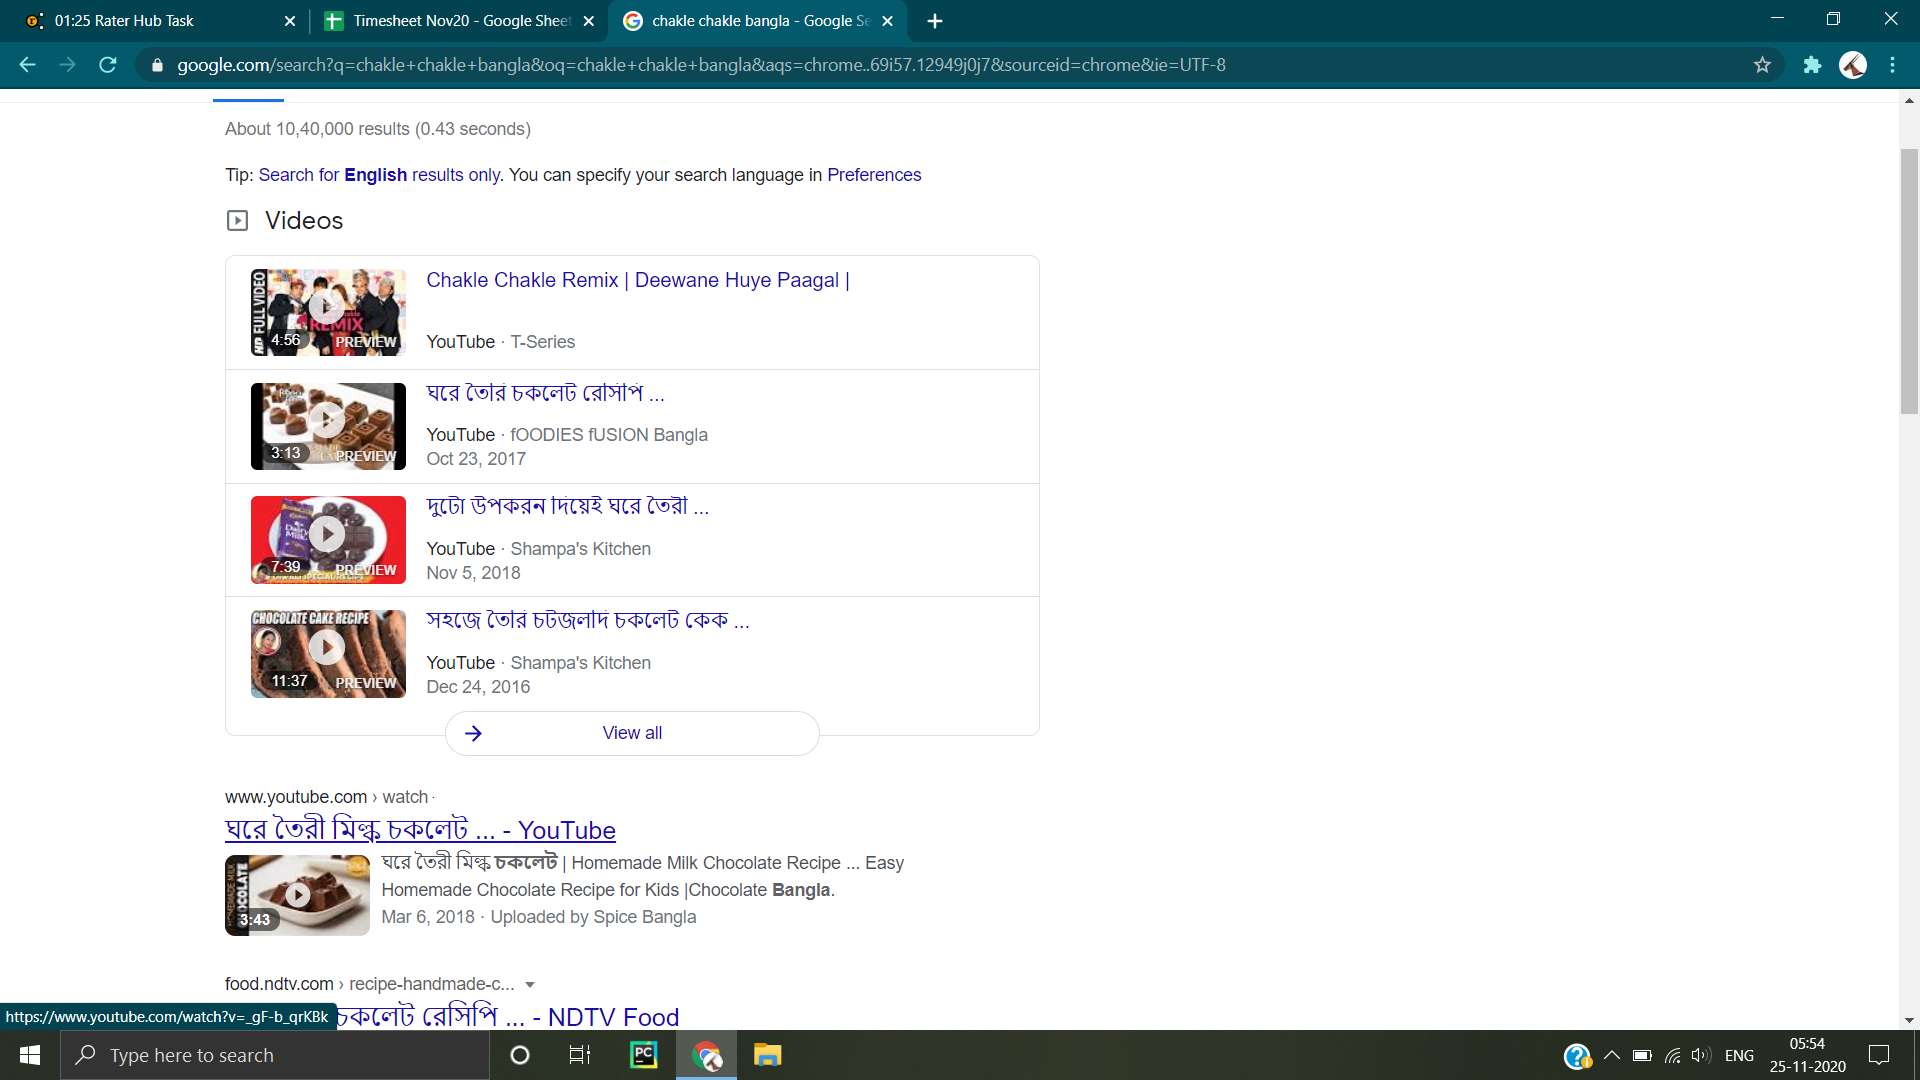 01:25 Rater Hub Task
Timesheet Nov20 - Google Sheet
chakle chakle bangla - Google Se
google.com/search?q=chakle+chakle+bangla&oq=chakle+chakle+bangla&aqs=chrome..69i57.12949j0j7&sourceid=chrome&ie=UTF-8
About 10,40,000 results (0.43 seconds)
Tip: Search for English results only. You can specify your search language in Preferences
Videos
HD FULL VIDEO
REMIX
4:56
PREVIEW
Chakle Chakle Remix | Deewane Huye Paagal |
YouTube · T-Series
3:13
PREVIEW
ঘরে তৈরি চকলেট রেসিপি ...
YouTube · fOODIES fUSION Bangla
Oct 23, 2017
Dairy Milk
7:39
PREVIEW
দুটো উপকরন দিয়েই ঘরে তৈরী ...
YouTube · Shampa's Kitchen
Nov 5, 2018
CHOCOLATE CAKE RECIPE
11:37
PREVIEW
সহজে তৈরি চটজলদি চকলেট কেক ...
YouTube · Shampa's Kitchen
Dec 24, 2016
View all
www.youtube.com › watch
ঘরে তৈরী মিল্ক চকলেট ... - YouTube
HOMEMADE MILK
CHOCOLATE
3:43
ঘরে তৈরী মিল্ক চকলেট | Homemade Milk Chocolate Recipe ... Easy
Homemade Chocolate Recipe for Kids |Chocolate Bangla.
Mar 6, 2018 · Uploaded by Spice Bangla
food.ndtv.com › recipe-handmade-c...
চকলেট রেসিপি ... - NDTV Food
https://www.youtube.com/watch?v=_gF-b_qrKBk
Type here to search
PC
ENG
05:54
25-11-2020